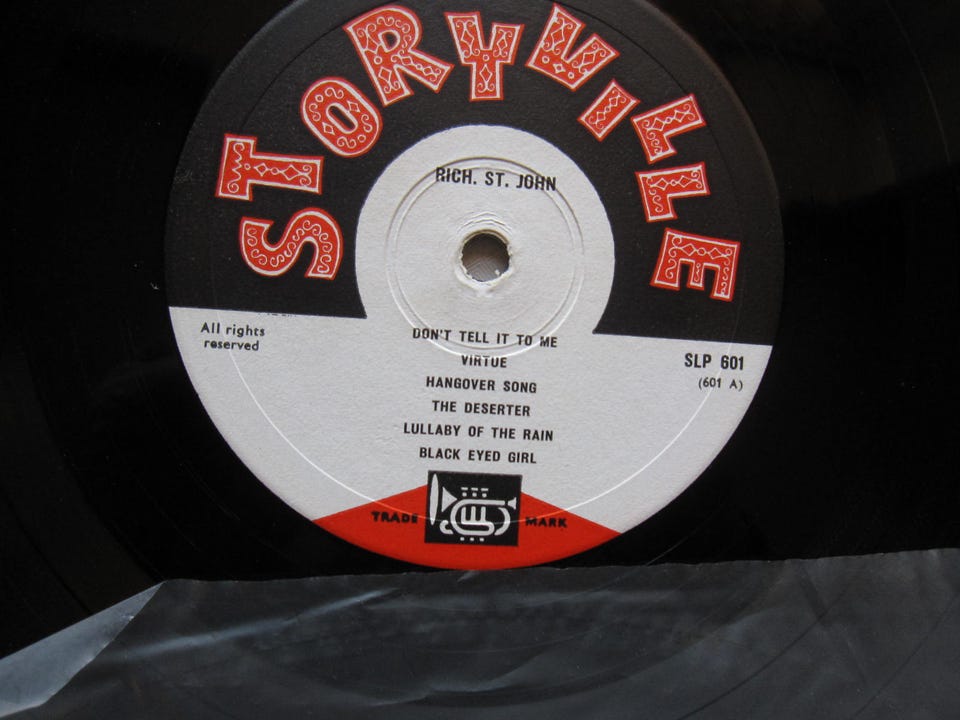 STORYVILLE
RICH. ST. JOHN
All rights
reserved
DON'T TELL IT TO ME
VIRTUE
HANGOVER SONG
THE DESERTER
LULLABY OF THE RAIN
BLACK EYED GIRL
SLP 601
(601 A)
TRADE MARK